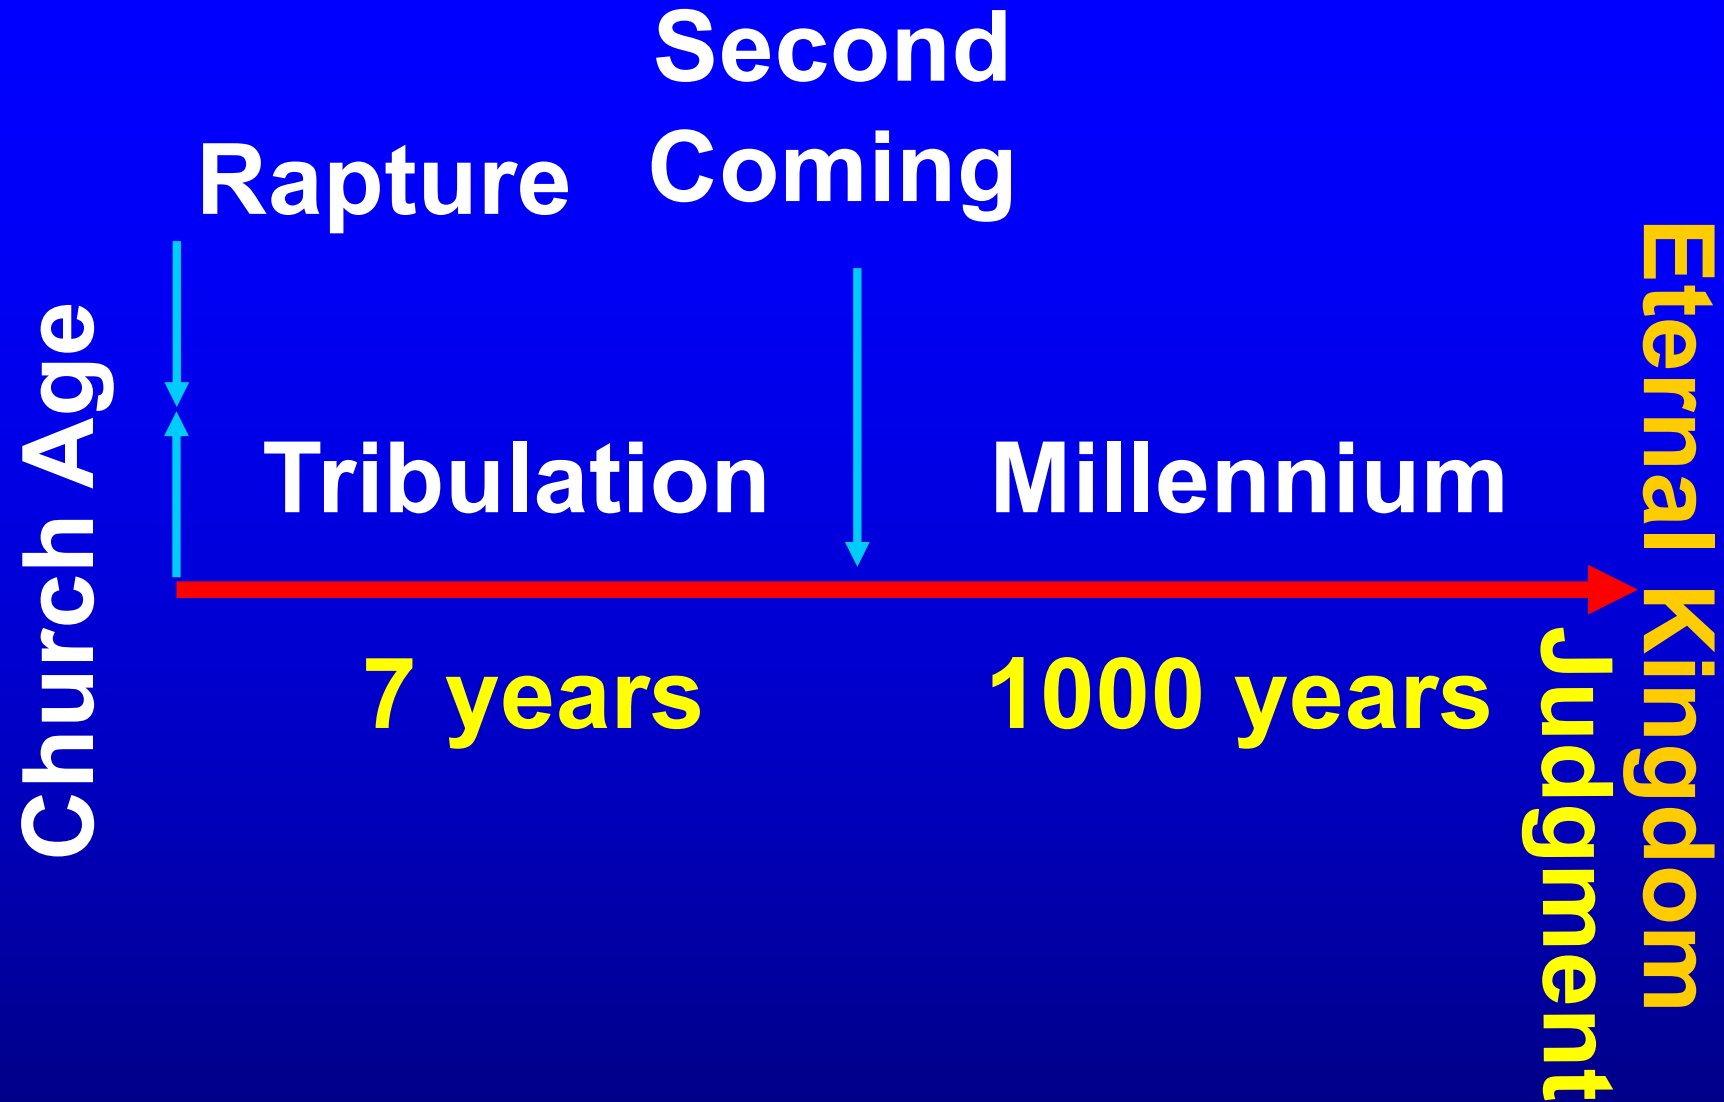 Second
Coming
Rapture
Church Age
Tribulation
Millennium
7 years
1000 years
Judgment
Eternal Kingdom